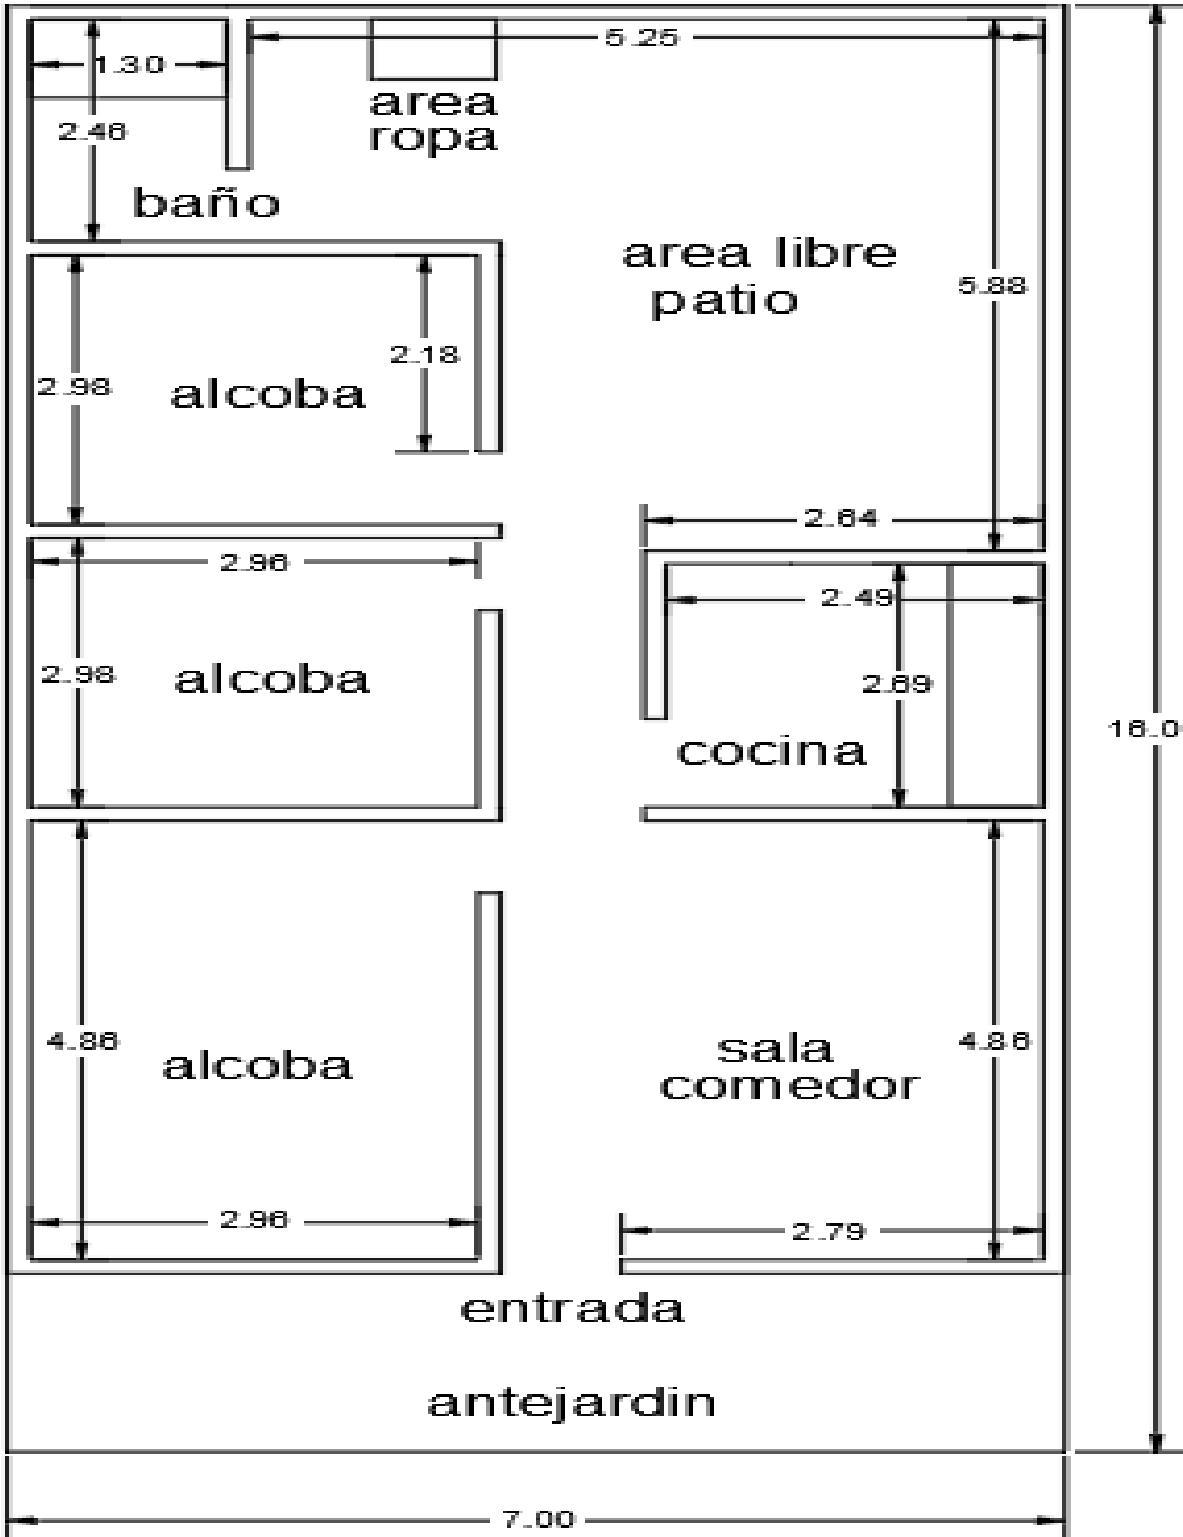 5.25
1.30
area
ropa
2.46
baño
area libre
patio
5.88
2.18
2.98
alcoba
2.64
2.96
2.49
2.98
alcoba
2.69
cocina
16.0
4.86
alcoba
sala
comedor
4.86
2.96
2.79
entrada
antejardin
7.00